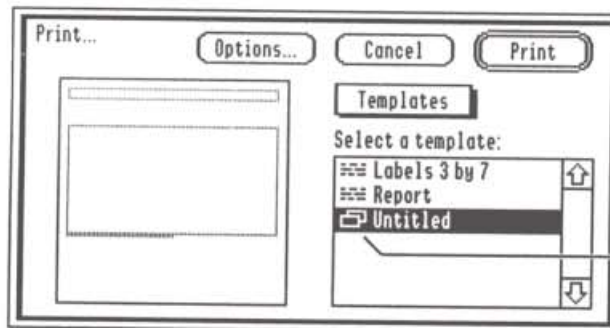 Print...
Options...
Cancel
Print
Templates
Select a template:
Labels 3 by 7
Report
Untitled